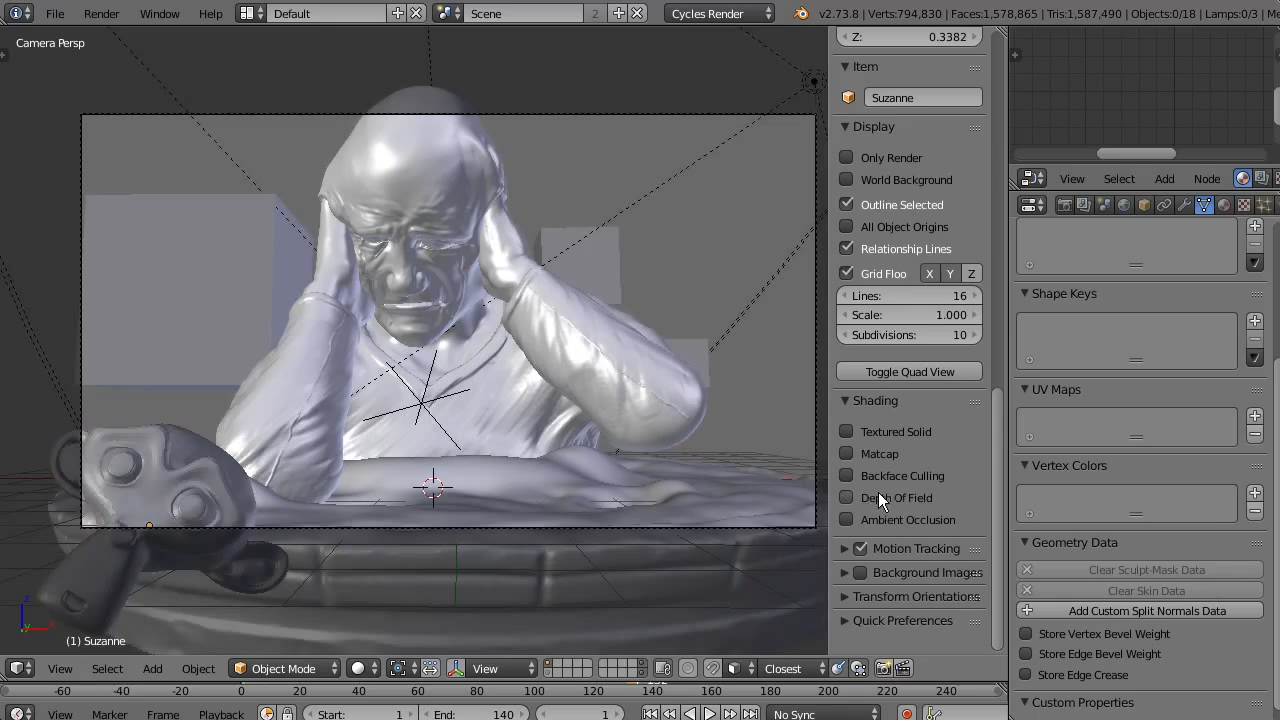 File Render Window Help Default Scene 2 Cycles Render v2.73.8 | Verts:794,830 | Faces:1,578,865 | Tris:1,587,490 | Objects:0/18 | Lamps:0/3 | Me
Camera Persp
Z: 0.3382
Item
Suzanne
Display
Only Render
World Background
Outline Selected
All Object Origins
Relationship Lines
Grid Floo X Y Z
Lines: 16
Scale: 1.000
Subdivisions: 10
Toggle Quad View
Shading
Textured Solid
Matcap
Backface Culling
Depth Of Field
Ambient Occlusion
Motion Tracking
Background Images
Transform Orientations
Quick Preferences
View Select Add Node
Shape Keys
UV Maps
Vertex Colors
Geometry Data
Clear Sculpt-Mask Data
Clear Skin Data
Add Custom Split Normals Data
Store Vertex Bevel Weight
Store Edge Bevel Weight
Store Edge Crease
Custom Properties
z
x
y
(1) Suzanne
View Select Add Object Object Mode View Closest
-60 -40 -20 0 20 40 60 80 100 120 140 160 180 200 220 240
View Marker Frame Playback Start: 1 End: 140 1 No Sync